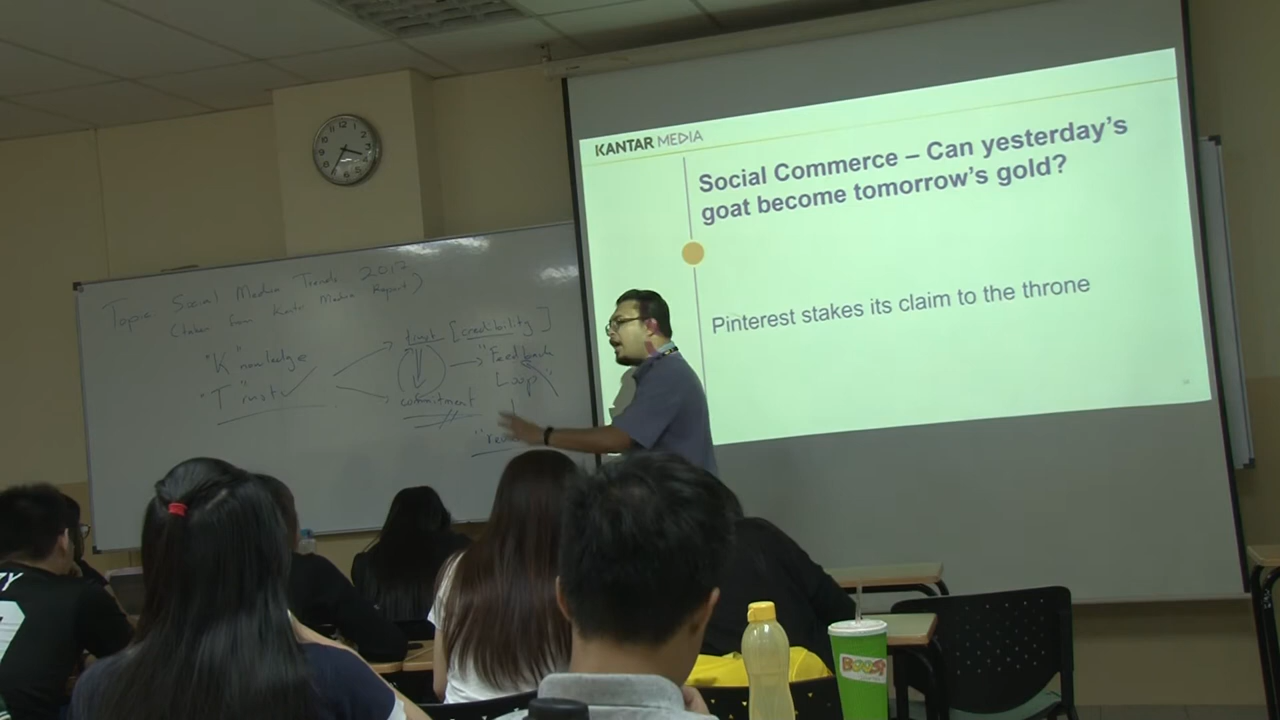 KANTAR MEDIA
Social Commerce – Can yesterday's
goat become tomorrow's gold?
Pinterest stakes its claim to the throne
Topic Social Media Trends 2017
(taken from Kantar Media Report)
"K"nowledge
"T"
trust [credibility]
commitment
"Feedback
Loop"
BOOST
ZY